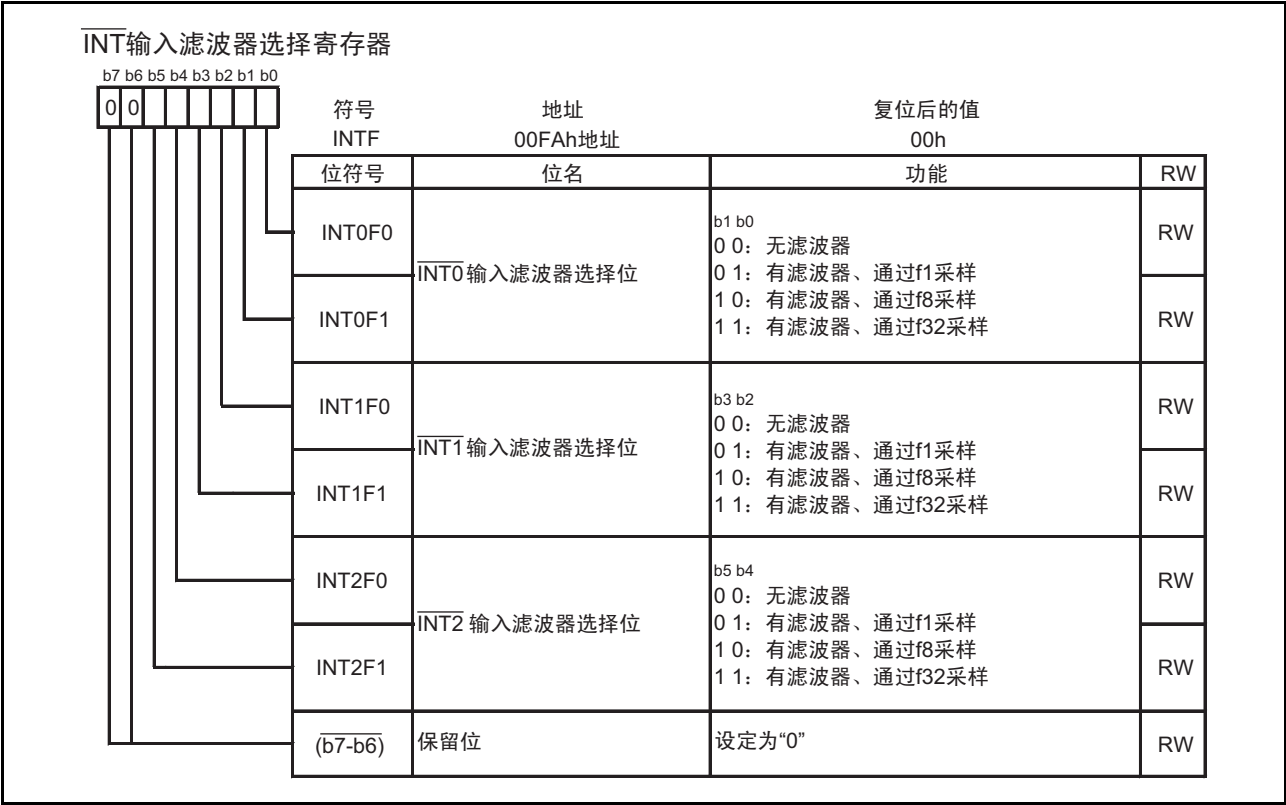 INT输入滤波器选择寄存器
b7 b6 b5 b4 b3 b2 b1 b0
0 0
符号 地址 复位后的值
INTF 00FAh地址 00h
位符号 位名 功能 RW
INT0F0
INT0F1
INT0输入滤波器选择位
b1 b0
0 0：无滤波器
0 1：有滤波器、通过f1采样
1 0：有滤波器、通过f8采样
1 1：有滤波器、通过f32采样
RW
RW
INT1F0
INT1F1
INT1输入滤波器选择位
b3 b2
0 0：无滤波器
0 1：有滤波器、通过f1采样
1 0：有滤波器、通过f8采样
1 1：有滤波器、通过f32采样
RW
RW
INT2F0
INT2F1
INT2 输入滤波器选择位
b5 b4
0 0：无滤波器
0 1：有滤波器、通过f1采样
1 0：有滤波器、通过f8采样
1 1：有滤波器、通过f32采样
RW
RW
(b7-b6) 保留位 设定为“0” RW